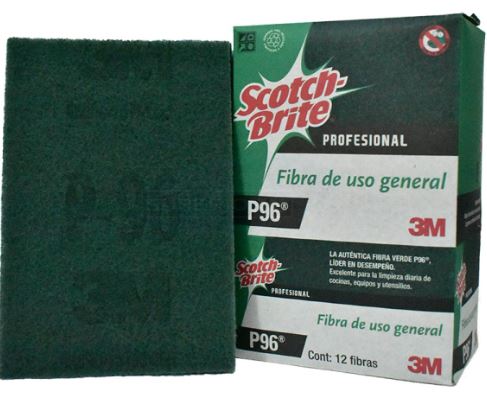 Scotch-
Brite
PROFESIONAL
Fibra de uso general
P96®
3M
LA AUTÉNTICA FIBRA VERDE P96®,
LÍDER EN DESEMPEÑO.
Excelente para la limpieza diaria de
cocinas, equipos y utensilios.
Scotch-
Brite
PROFESIONAL
Fibra de uso general
P96®
Cont: 12 fibras
3M